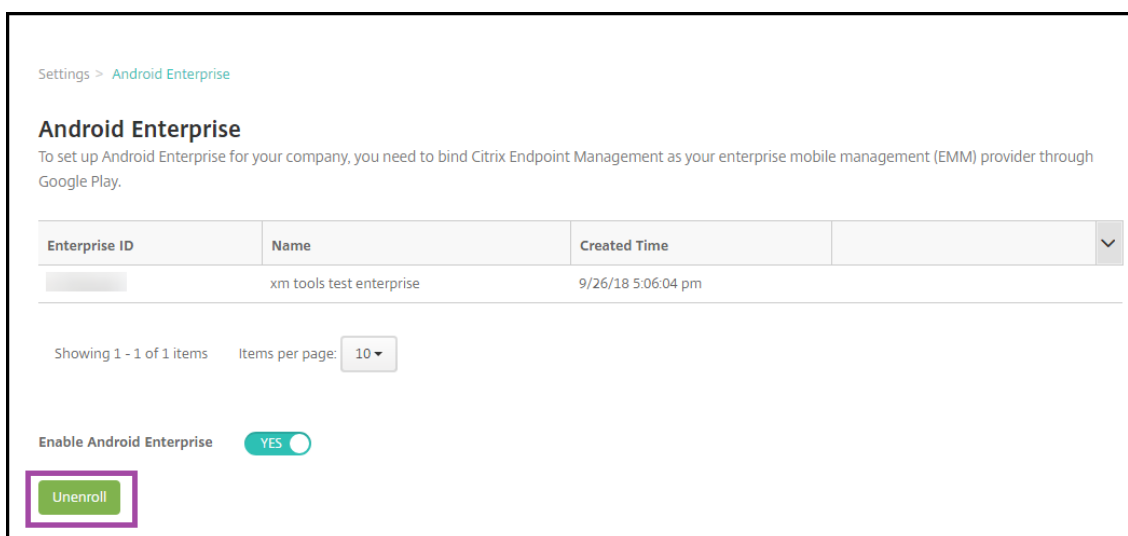 Settings > Android Enterprise
Android Enterprise
To set up Android Enterprise for your company, you need to bind Citrix Endpoint Management as your enterprise mobile management (EMM) provider through
Google Play.
Enterprise ID Name Created Time
xm tools test enterprise 9/26/18 5:06:04 pm
Showing 1 - 1 of 1 items Items per page: 10
Enable Android Enterprise YES
Unenroll